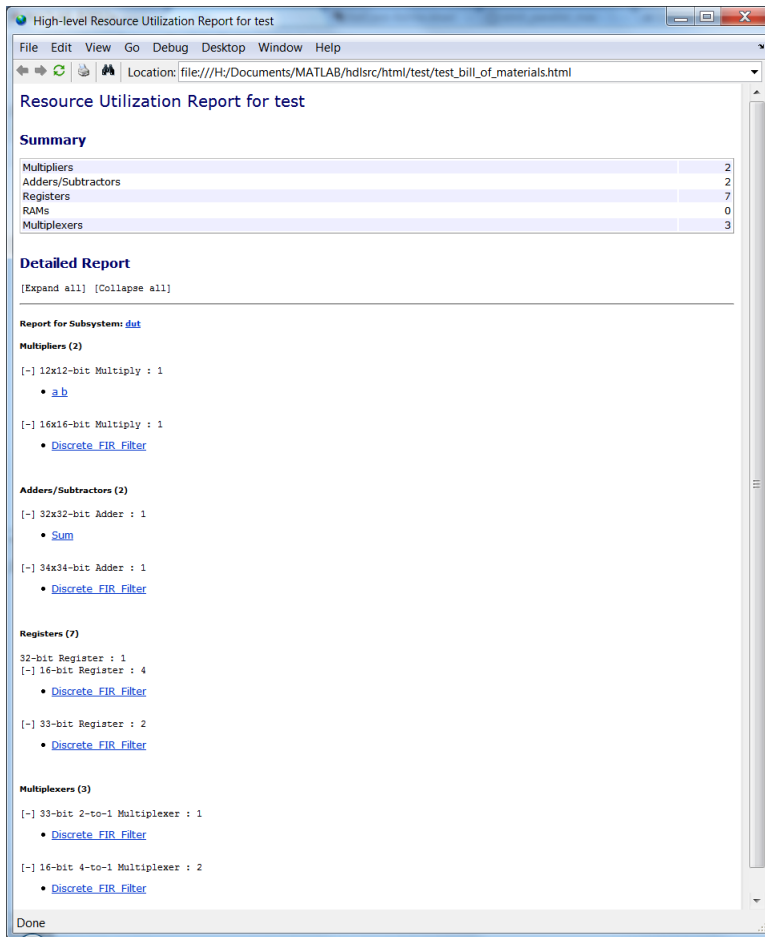 High-level Resource Utilization Report for test
File Edit View Go Debug Desktop Window Help
Location: file:///H:/Documents/MATLAB/hdlsrc/html/test/test_bill_of_materials.html
Resource Utilization Report for test
Summary
Multipliers 2
Adders/Subtractors 2
Registers 7
RAMs 0
Multiplexers 3
Detailed Report
[Expand all] [Collapse all]
Report for Subsystem: dut
Multipliers (2)
[-] 12x12-bit Multiply : 1
• a b
[-] 16x16-bit Multiply : 1
• Discrete FIR Filter
Adders/Subtractors (2)
[-] 32x32-bit Adder : 1
• Sum
[-] 34x34-bit Adder : 1
• Discrete FIR Filter
Registers (7)
32-bit Register : 1
[-] 16-bit Register : 4
• Discrete FIR Filter
[-] 33-bit Register : 2
• Discrete FIR Filter
Multiplexers (3)
[-] 33-bit 2-to-1 Multiplexer : 1
• Discrete FIR Filter
[-] 16-bit 4-to-1 Multiplexer : 2
• Discrete FIR Filter
Done